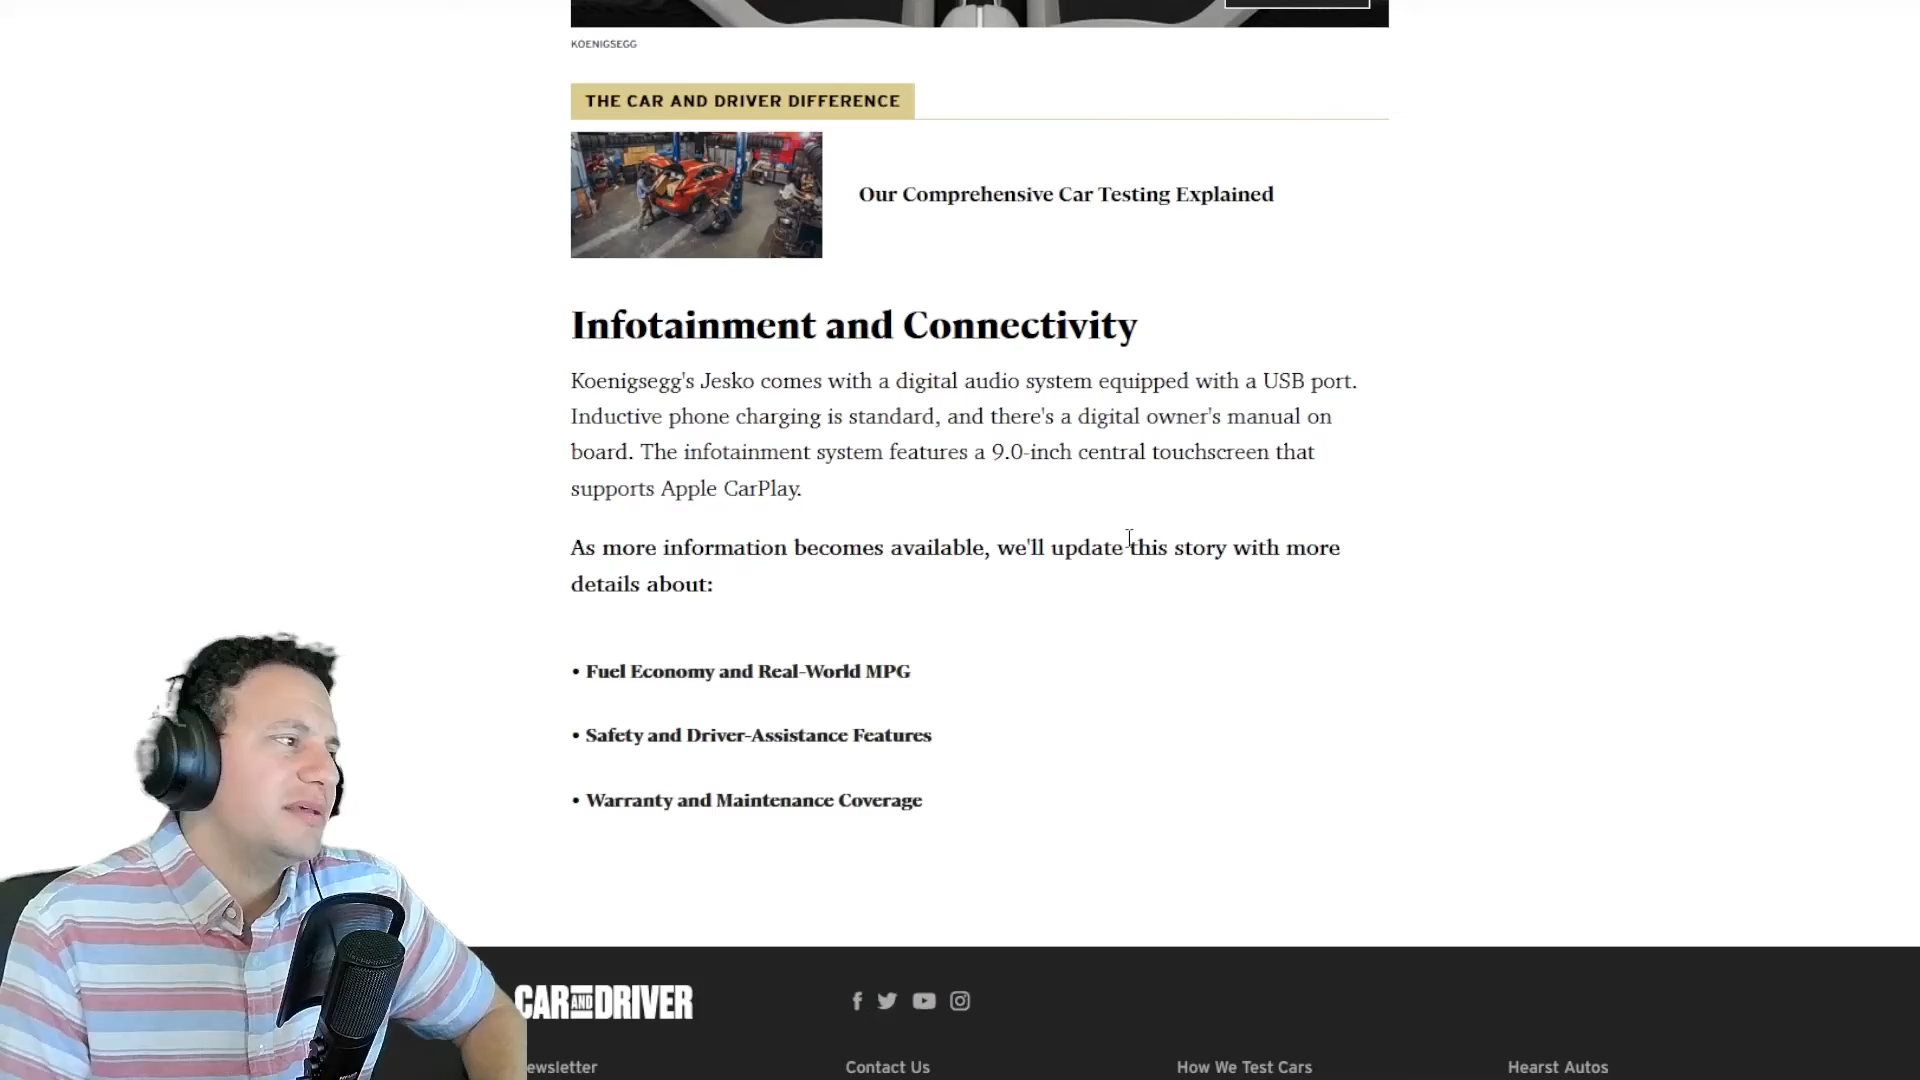 KOENIGSEGG
THE CAR AND DRIVER DIFFERENCE
Our Comprehensive Car Testing Explained
Infotainment and Connectivity
Koenigsegg's Jesko comes with a digital audio system equipped with a USB port.
Inductive phone charging is standard, and there's a digital owner's manual on
board. The infotainment system features a 9.0-inch central touchscreen that
supports Apple CarPlay.
As more information becomes available, we'll update this story with more
details about:
• Fuel Economy and Real-World MPG
• Safety and Driver-Assistance Features
• Warranty and Maintenance Coverage
CAR AND DRIVER
ewsletter
Contact Us
How We Test Cars
Hearst Autos